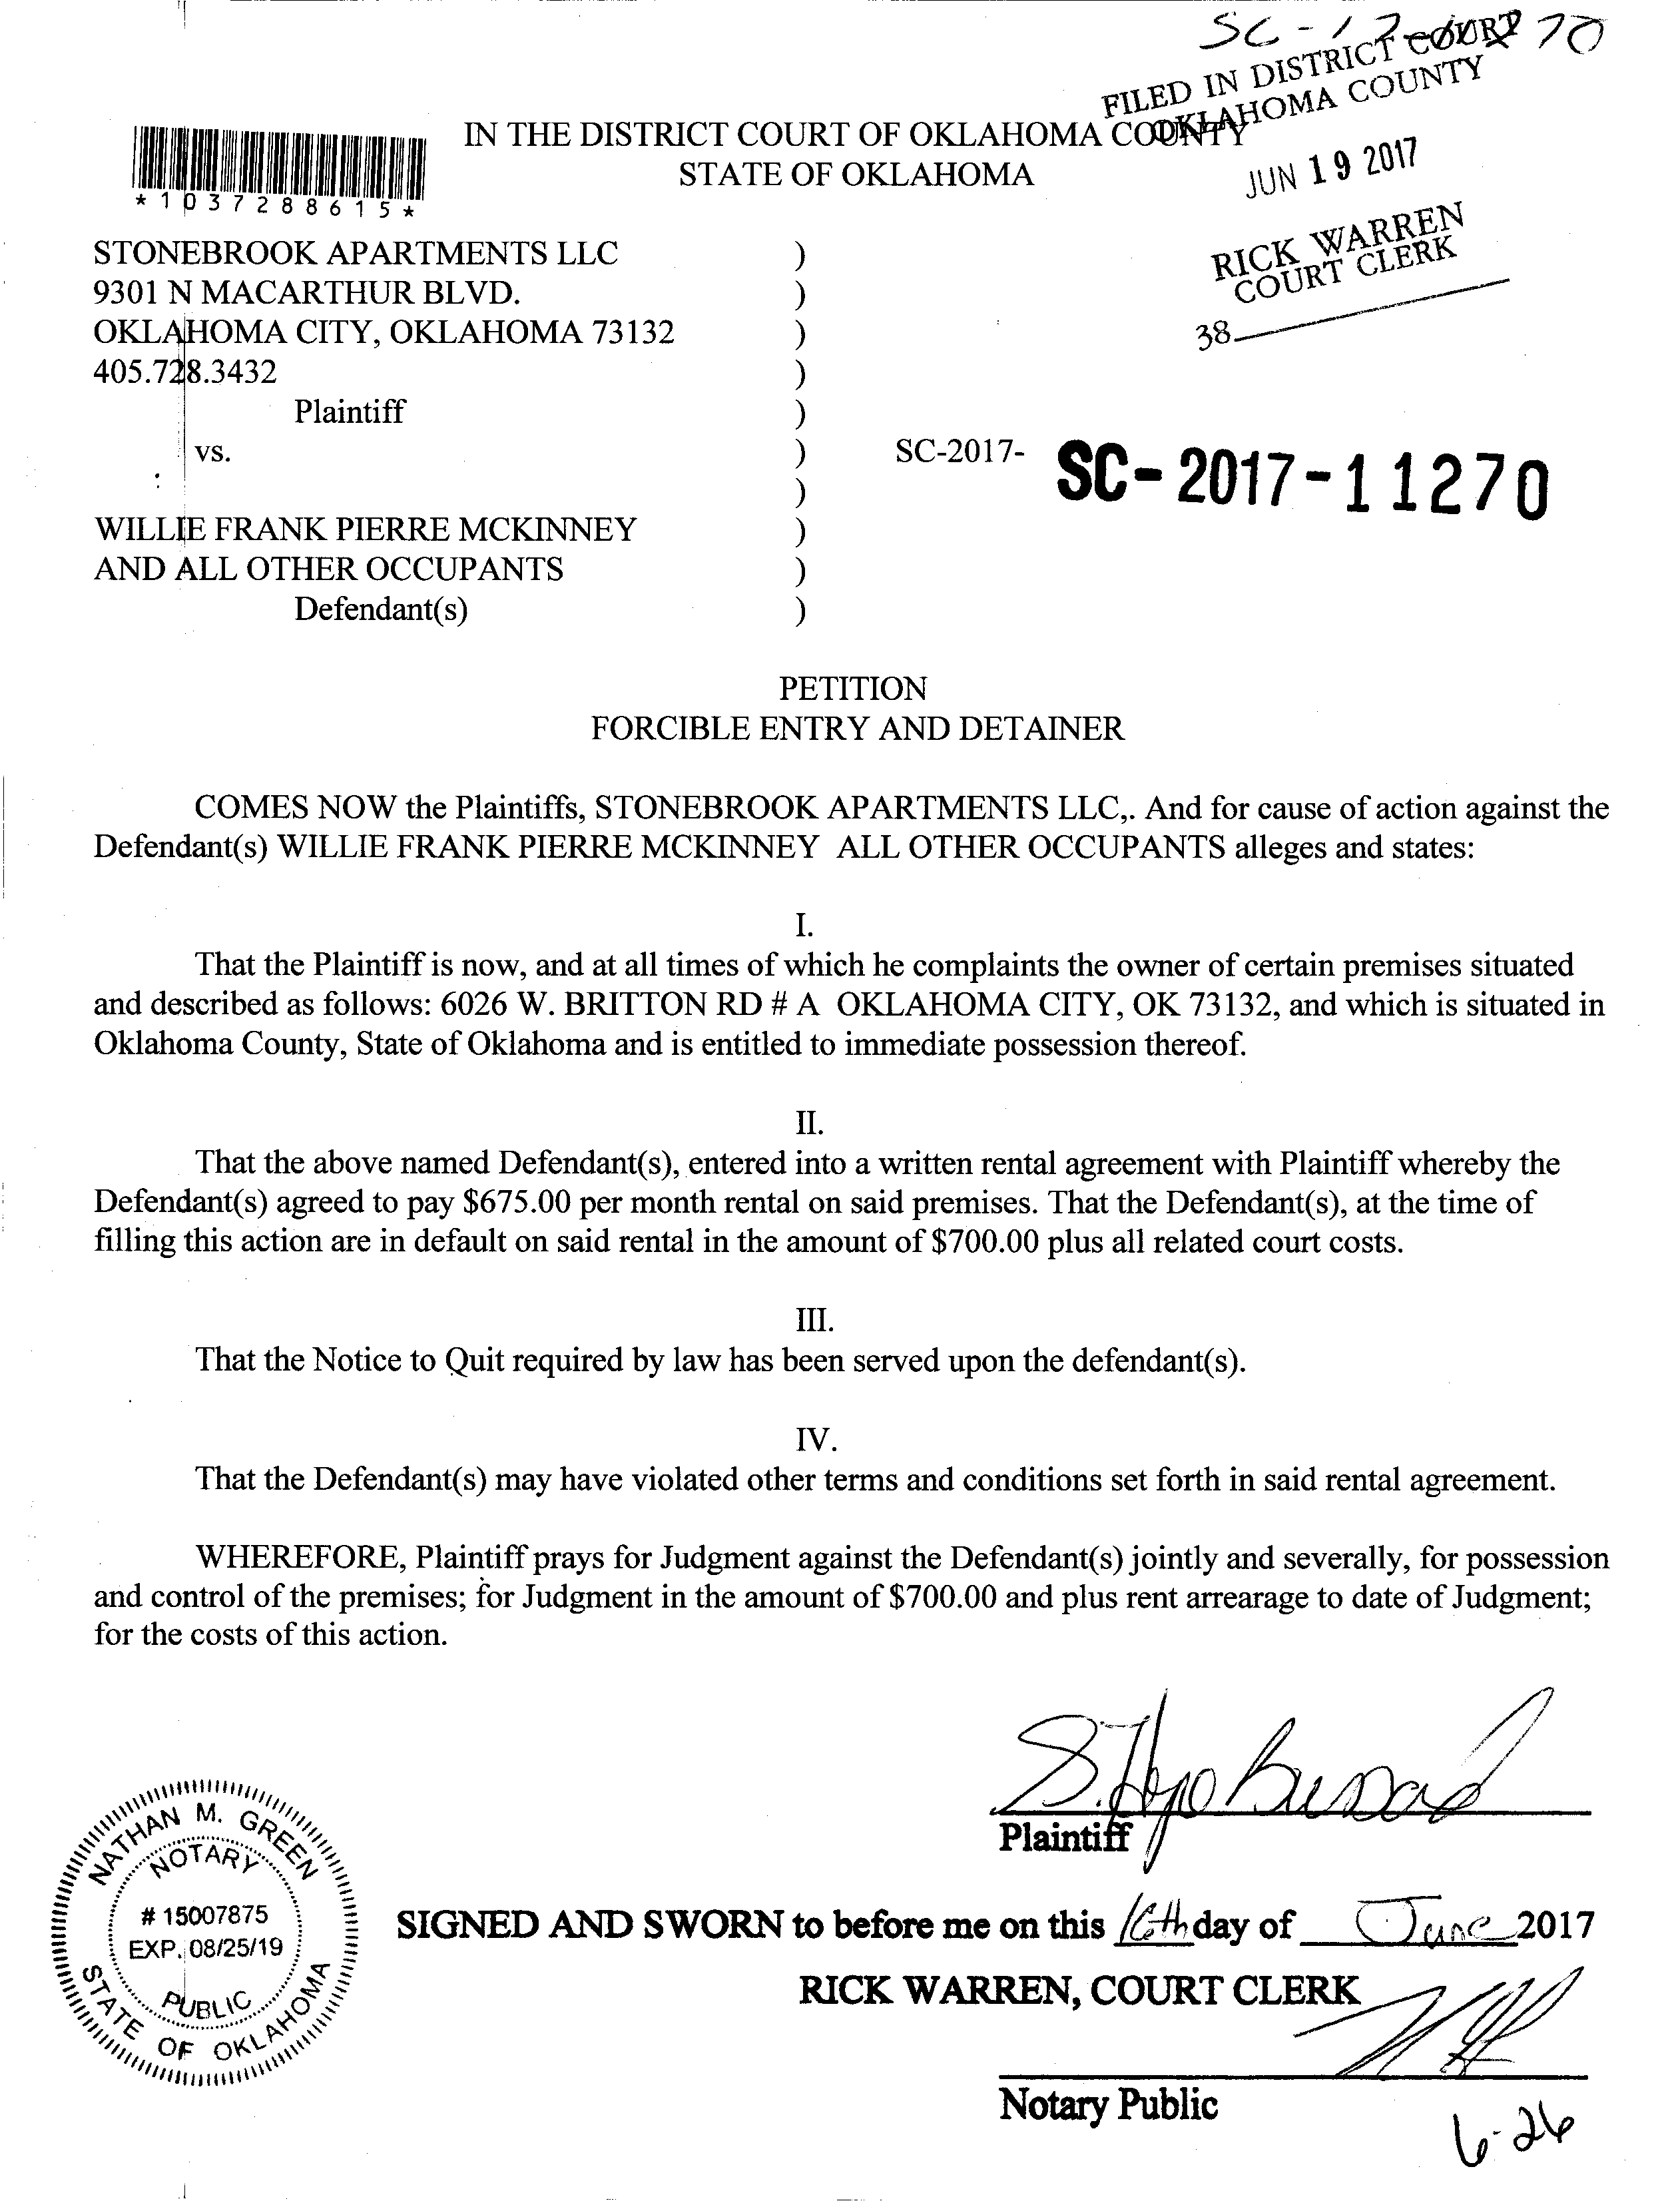 FILED IN DISTRICT COURT
OKLAHOMA COUNTY
JUN 19 2017
RICK WARREN
COURT CLERK
38
*1037288615*
IN THE DISTRICT COURT OF OKLAHOMA COUNTY
STATE OF OKLAHOMA
STONEBROOK APARTMENTS LLC )
9301 N MACARTHUR BLVD. )
OKLAHOMA CITY, OKLAHOMA 73132 )
405.728.3432 )
Plaintiff )
vs. ) SC-2017- SC-2017-11270
)
WILLIE FRANK PIERRE MCKINNEY )
AND ALL OTHER OCCUPANTS )
Defendant(s) )
PETITION
FORCIBLE ENTRY AND DETAINER
COMES NOW the Plaintiffs, STONEBROOK APARTMENTS LLC,. And for cause of action against the
Defendant(s) WILLIE FRANK PIERRE MCKINNEY ALL OTHER OCCUPANTS alleges and states:
I.
That the Plaintiff is now, and at all times of which he complaints the owner of certain premises situated
and described as follows: 6026 W. BRITTON RD # A OKLAHOMA CITY, OK 73132, and which is situated in
Oklahoma County, State of Oklahoma and is entitled to immediate possession thereof.
II.
That the above named Defendant(s), entered into a written rental agreement with Plaintiff whereby the
Defendant(s) agreed to pay $675.00 per month rental on said premises. That the Defendant(s), at the time of
filling this action are in default on said rental in the amount of $700.00 plus all related court costs.
III.
That the Notice to Quit required by law has been served upon the defendant(s).
IV.
That the Defendant(s) may have violated other terms and conditions set forth in said rental agreement.
WHEREFORE, Plaintiff prays for Judgment against the Defendant(s) jointly and severally, for possession
and control of the premises; for Judgment in the amount of $700.00 and plus rent arrearage to date of Judgment;
for the costs of this action.
Plaintiff
NATHAN M. GREEN
NOTARY
# 15007875
EXP. 08/25/19
PUBLIC
STATE OF OKLAHOMA
SIGNED AND SWORN to before me on this 16th day of June 2017
RICK WARREN, COURT CLERK
Notary Public
6-26